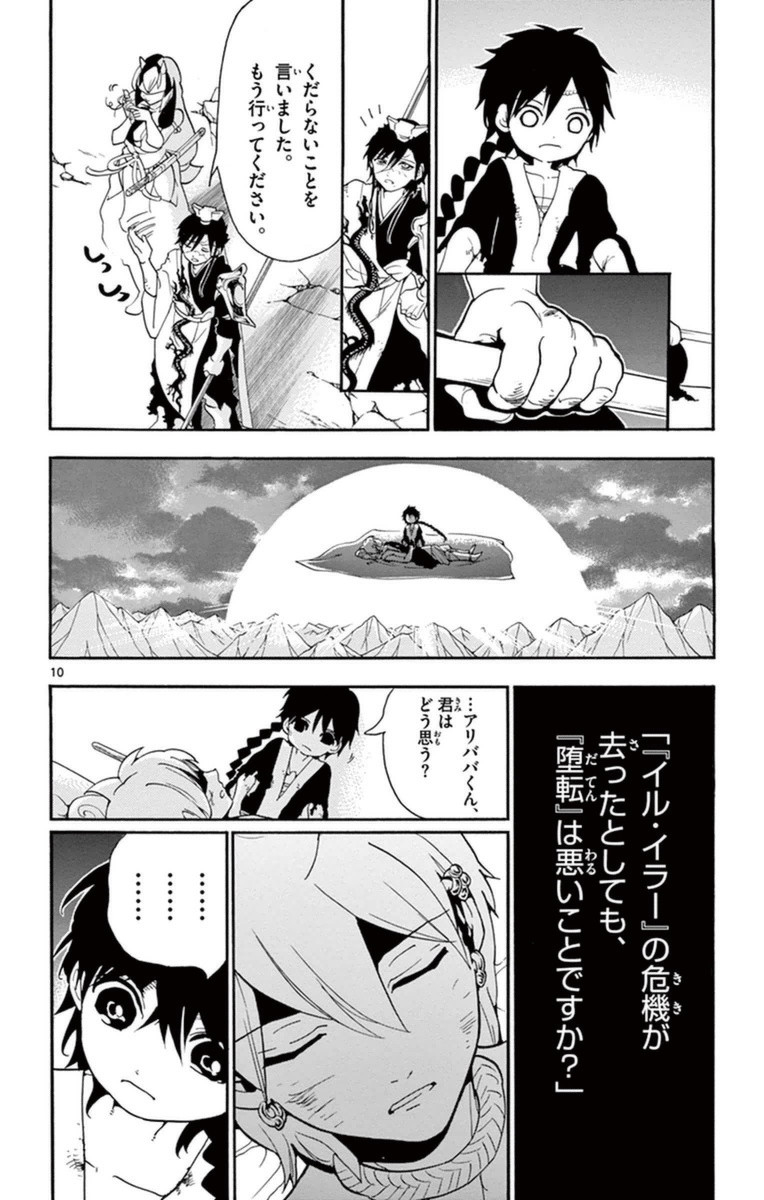 くだらないことを
言いました。
もう行ってください。
しっしっ
10
「『イル・イラー』の危機が
去ったとしても、
『堕転』は悪いことですか?」
…アリババくん、
君は
どう思う?
………
………